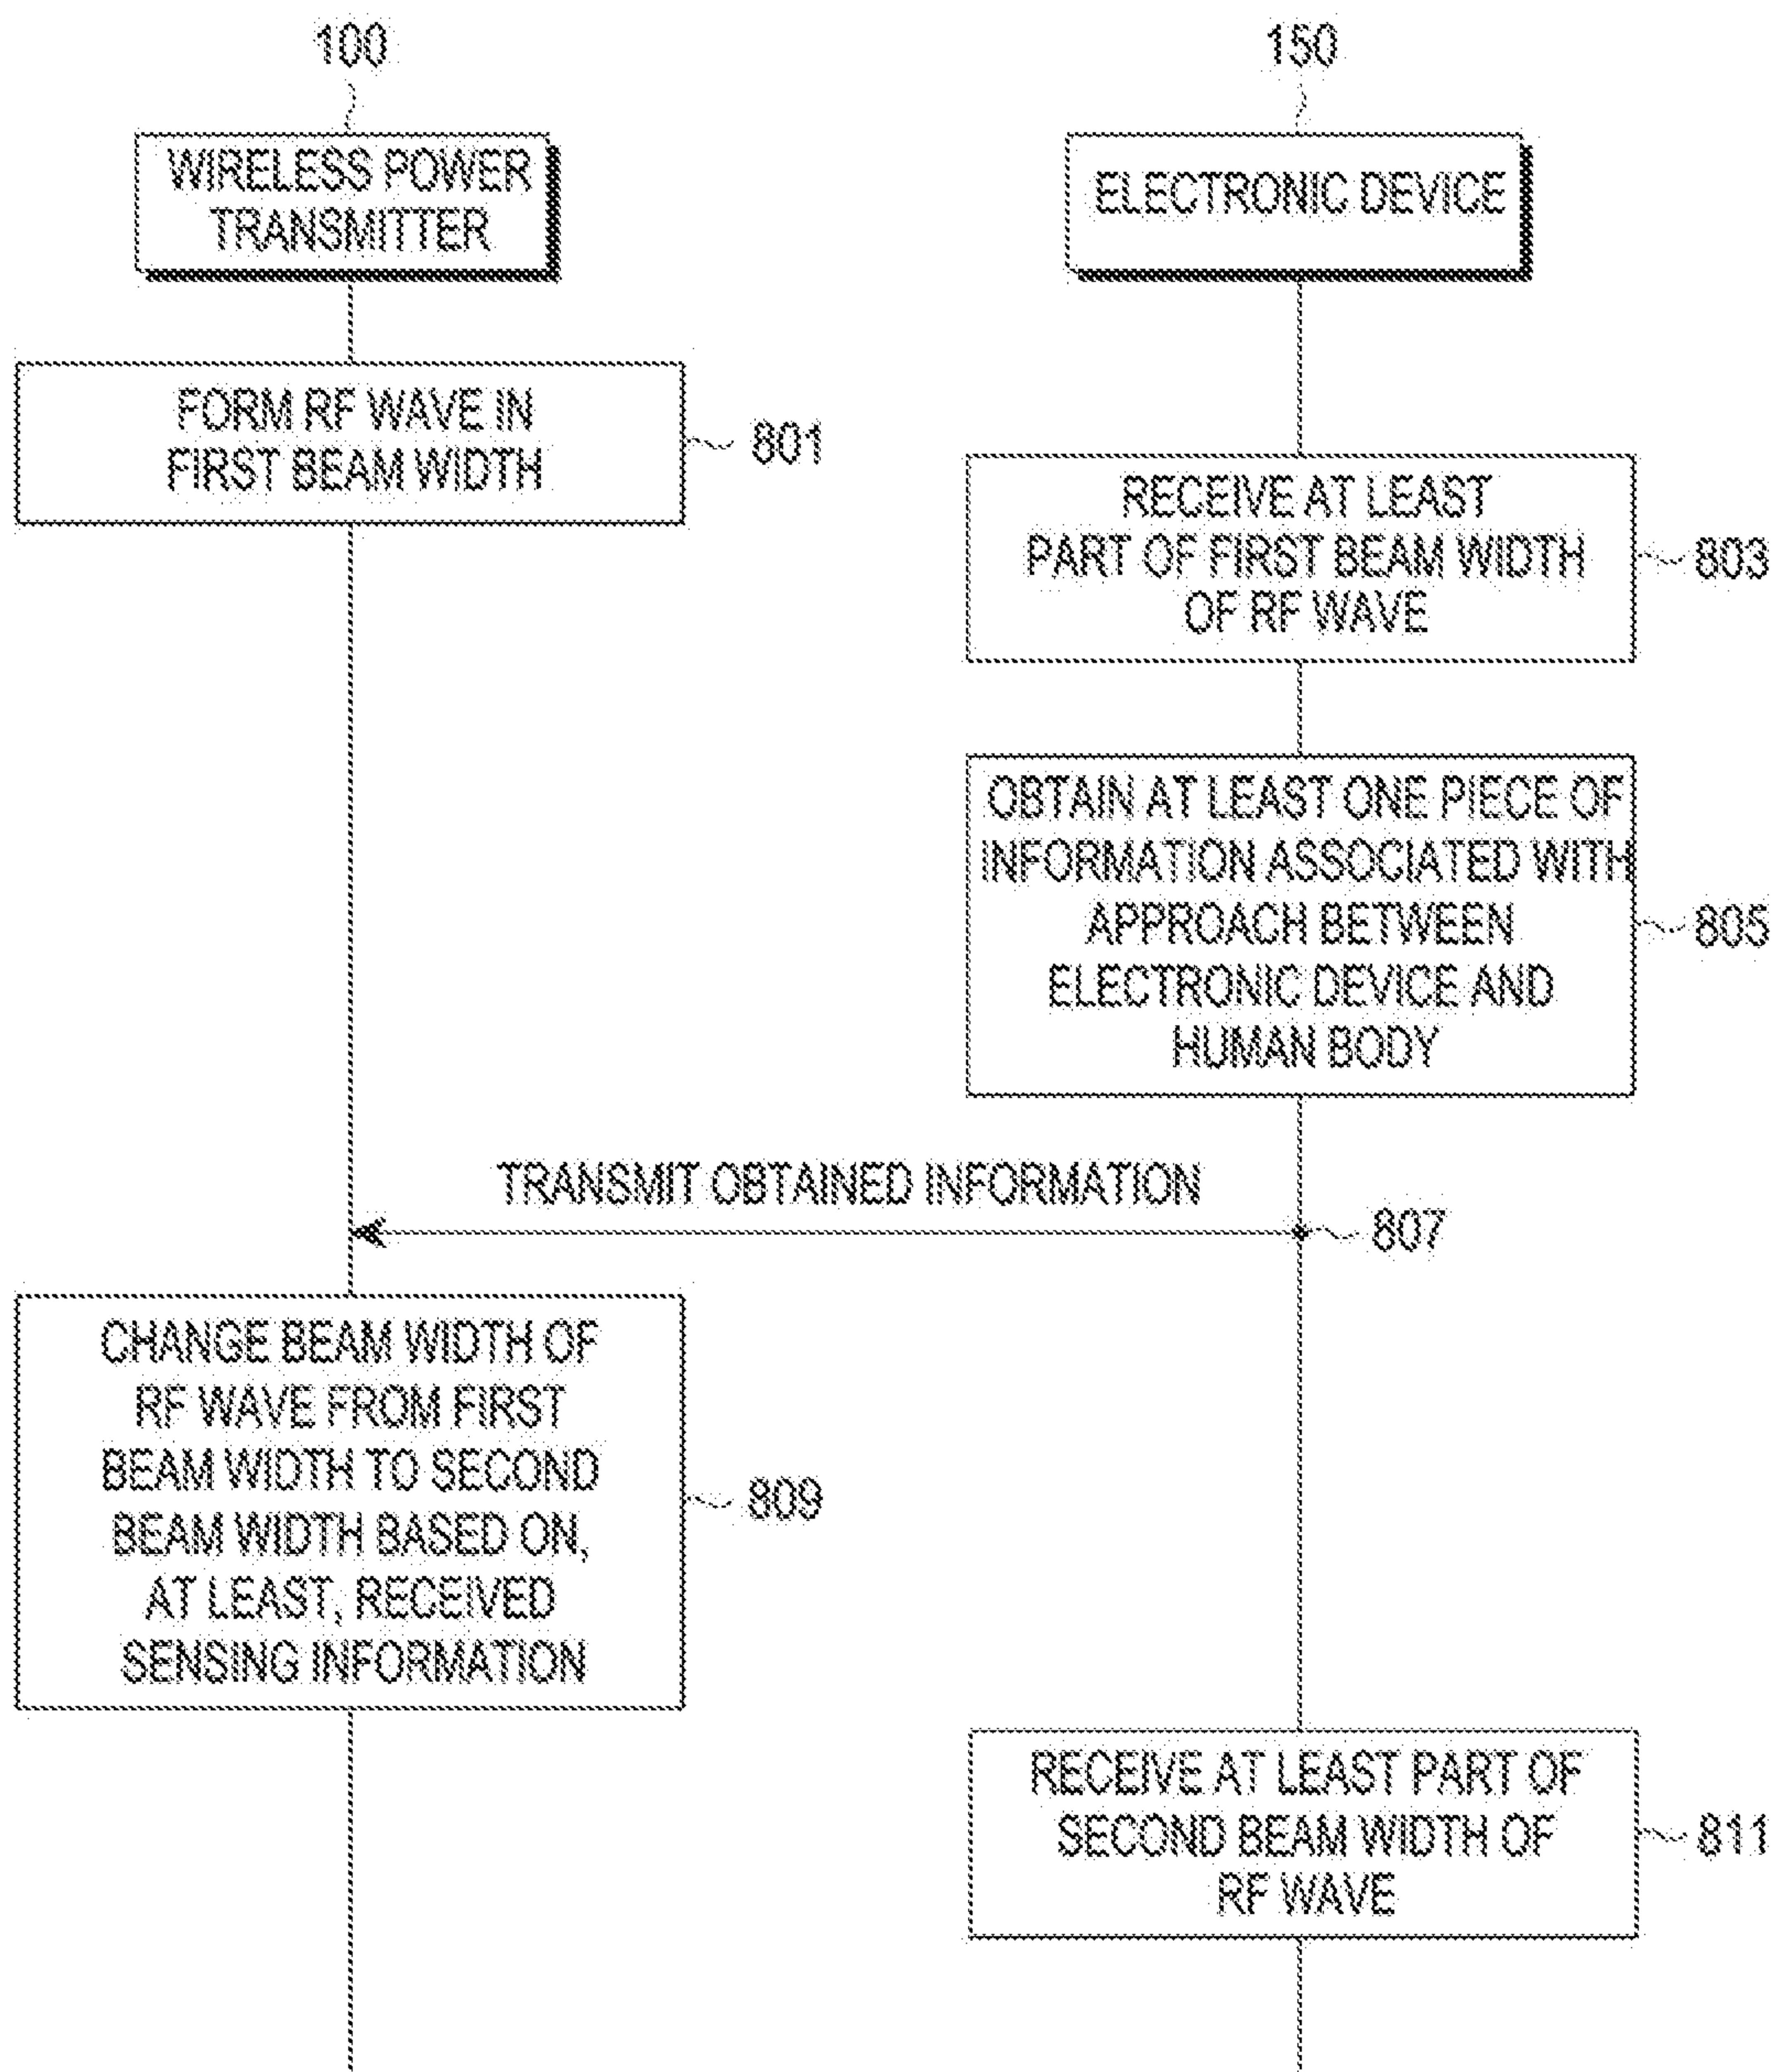 100
150
WIRELESS POWER
TRANSMITTER
ELECTRONIC DEVICE
FORM RF WAVE IN
FIRST BEAM WIDTH
801
RECEIVE AT LEAST
PART OF FIRST BEAM WIDTH
OF RF WAVE
803
OBTAIN AT LEAST ONE PIECE OF
INFORMATION ASSOCIATED WITH
APPROACH BETWEEN
ELECTRONIC DEVICE AND
HUMAN BODY
805
TRANSMIT OBTAINED INFORMATION
807
CHANGE BEAM WIDTH OF
RF WAVE FROM FIRST
BEAM WIDTH TO SECOND
BEAM WIDTH BASED ON,
AT LEAST, RECEIVED
SENSING INFORMATION
809
RECEIVE AT LEAST PART OF
SECOND BEAM WIDTH OF
RF WAVE
811